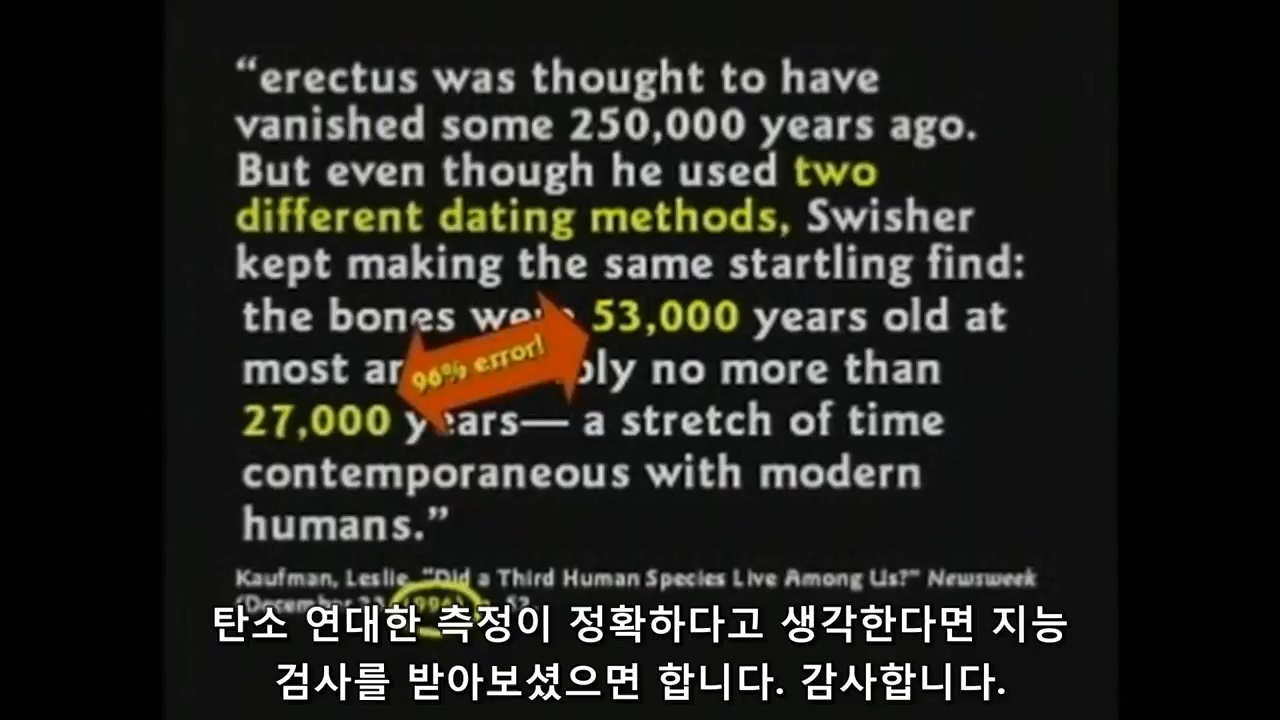 “erectus was thought to have
vanished some 250,000 years ago.
But even though he used two
different dating methods, Swisher
kept making the same startling find:
the bones were 53,000 years old at
96% error!
most an bly no more than
27,000 years— a stretch of time
contemporaneous with modern
humans.”
Kaufman, Leslie, "Did a Third Human Species Live Among Us?" Newsweek
탄소 연대한 측정이 정확하다고 생각한다면 지능
검사를 받아보셨으면 합니다. 감사합니다.